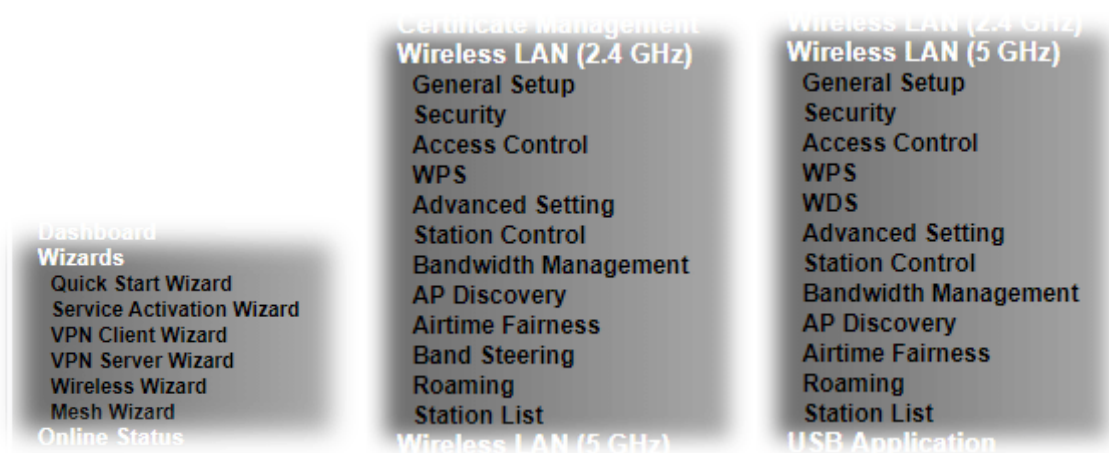 Dashboard
Wizards
Quick Start Wizard
Service Activation Wizard
VPN Client Wizard
VPN Server Wizard
Wireless Wizard
Mesh Wizard
Online Status
Certificate Management
Wireless LAN (2.4 GHz)
General Setup
Security
Access Control
WPS
Advanced Setting
Station Control
Bandwidth Management
AP Discovery
Airtime Fairness
Band Steering
Roaming
Station List
Wireless LAN (5 GHz)
Wireless LAN (2.4 GHz)
Wireless LAN (5 GHz)
General Setup
Security
Access Control
WPS
WDS
Advanced Setting
Station Control
Bandwidth Management
AP Discovery
Airtime Fairness
Roaming
Station List
USB Application